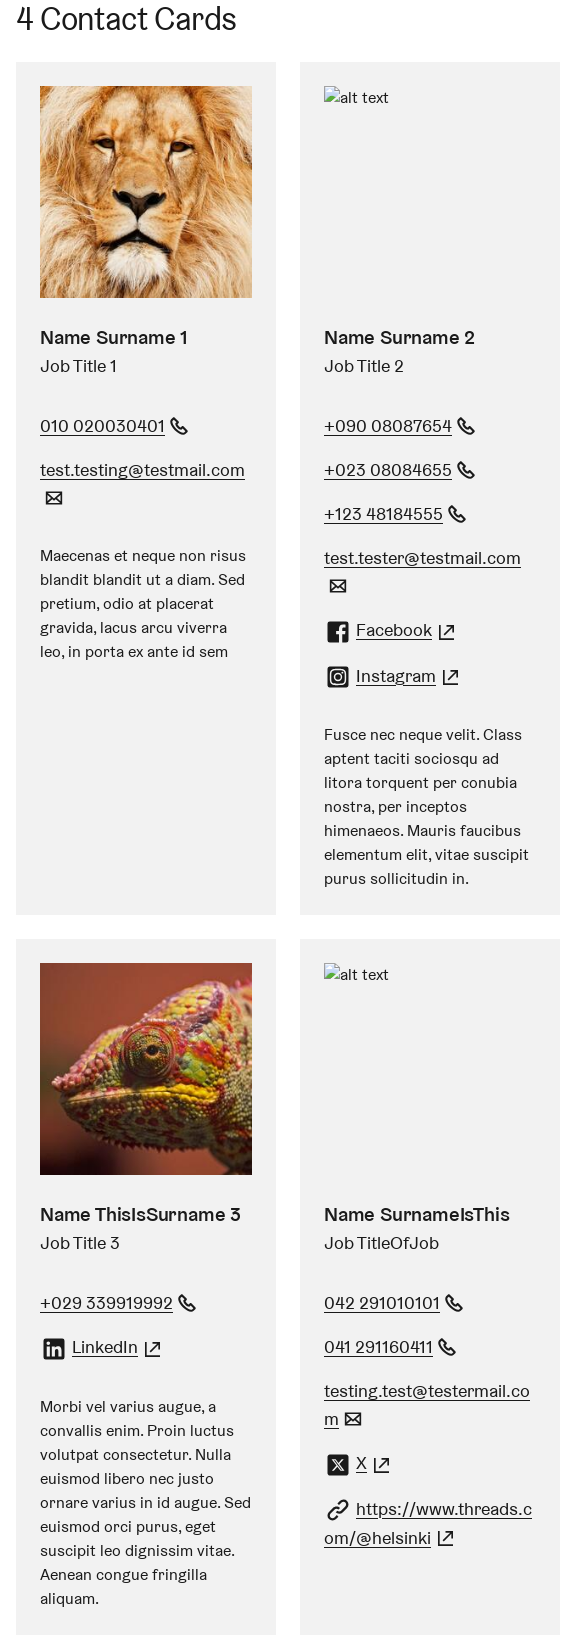 4 Contact Cards
Name Surname 1
Job Title 1
010 020030401
test.testing@testmail.com
Maecenas et neque non risus
blandit blandit ut a diam. Sed
pretium, odio at placerat
gravida, lacus arcu viverra
leo, in porta ex ante id sem
alt text
Name Surname 2
Job Title 2
+090 08087654
+023 08084655
+123 48184555
test.tester@testmail.com
Facebook
Instagram
Fusce nec neque velit. Class
aptent taciti sociosqu ad
litora torquent per conubia
nostra, per inceptos
himenaeos. Mauris faucibus
elementum elit, vitae suscipit
purus sollicitudin in.
Name ThisIsSurname 3
Job Title 3
+029 339919992
LinkedIn
Morbi vel varius augue, a
convallis enim. Proin luctus
volutpat consectetur. Nulla
euismod libero nec justo
ornare varius in id augue. Sed
euismod orci purus, eget
suscipit leo dignissim vitae.
Aenean congue fringilla
aliquam.
alt text
Name SurnameIsThis
Job TitleOfJob
042 291010101
041 291160411
testing.test@testermail.co
m
X
https://www.threads.c
om/@helsinki